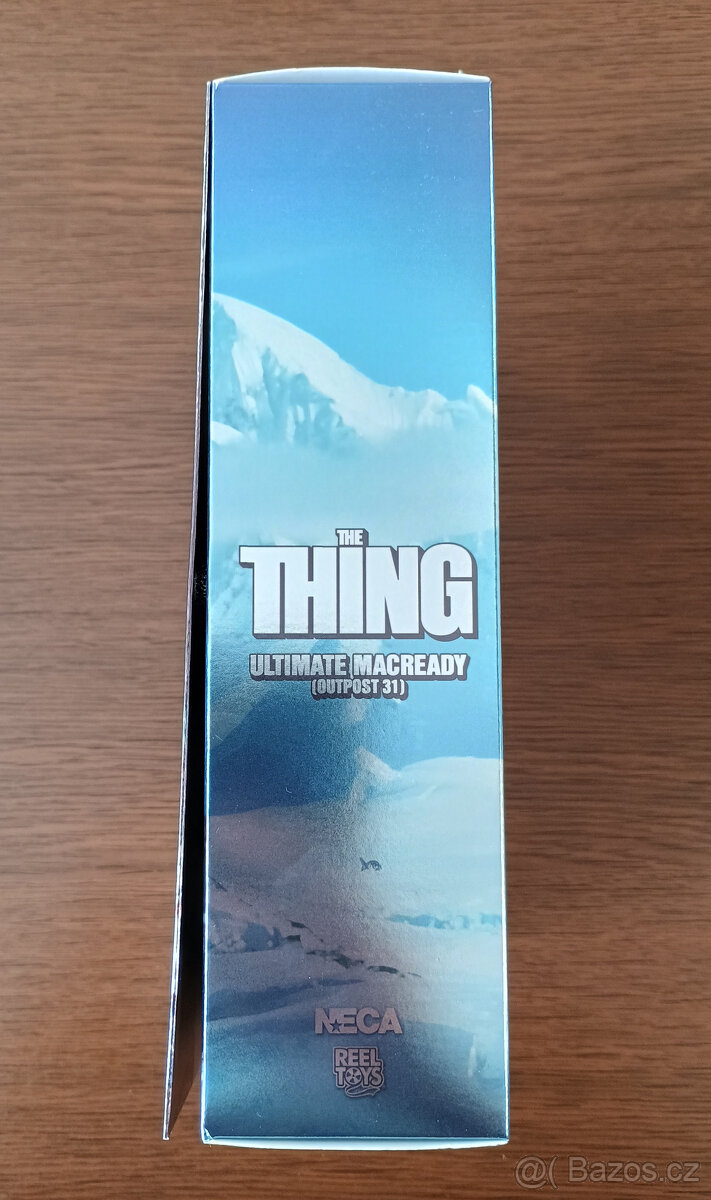 THE
THING
ULTIMATE MACREADY
(OUTPOST 31)
NECA
REEL
TOYS
@( Bazos.cz